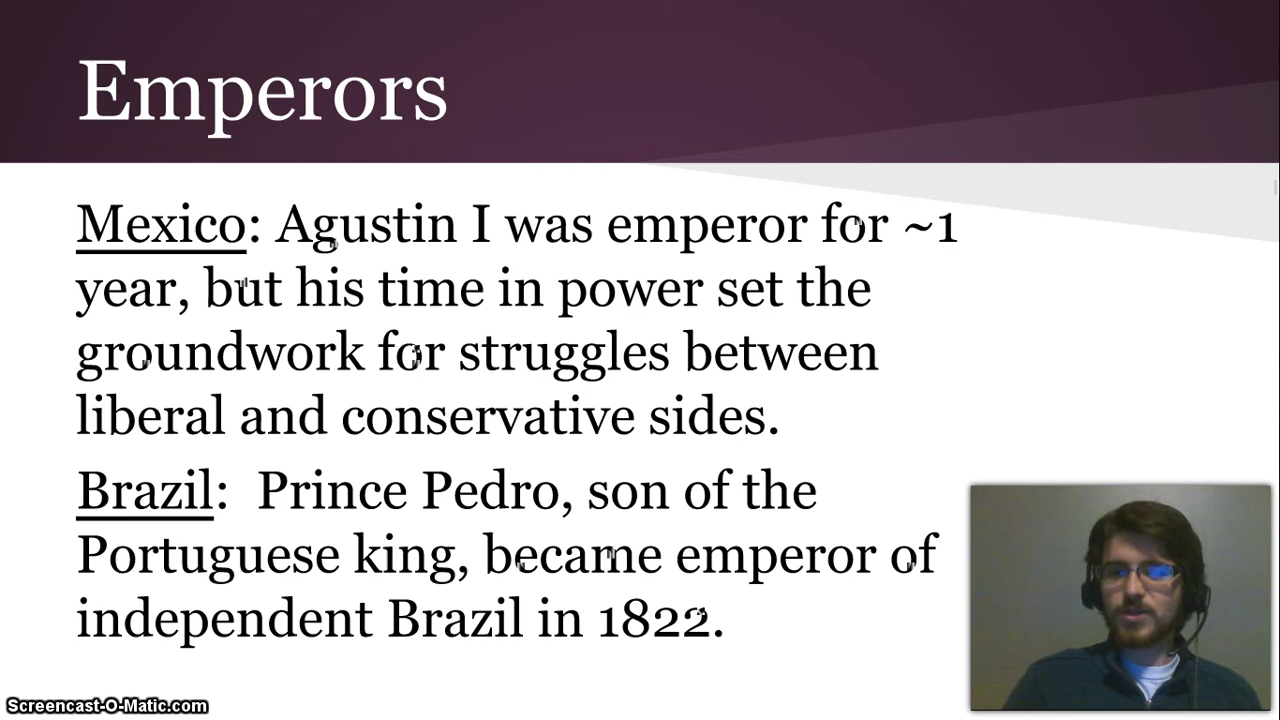 Emperors
Mexico: Agustin I was emperor for ~1
year, but his time in power set the
groundwork for struggles between
liberal and conservative sides.
Brazil:  Prince Pedro, son of the
Portuguese king, became emperor of
independent Brazil in 1822.
Screencast-O-Matic.com